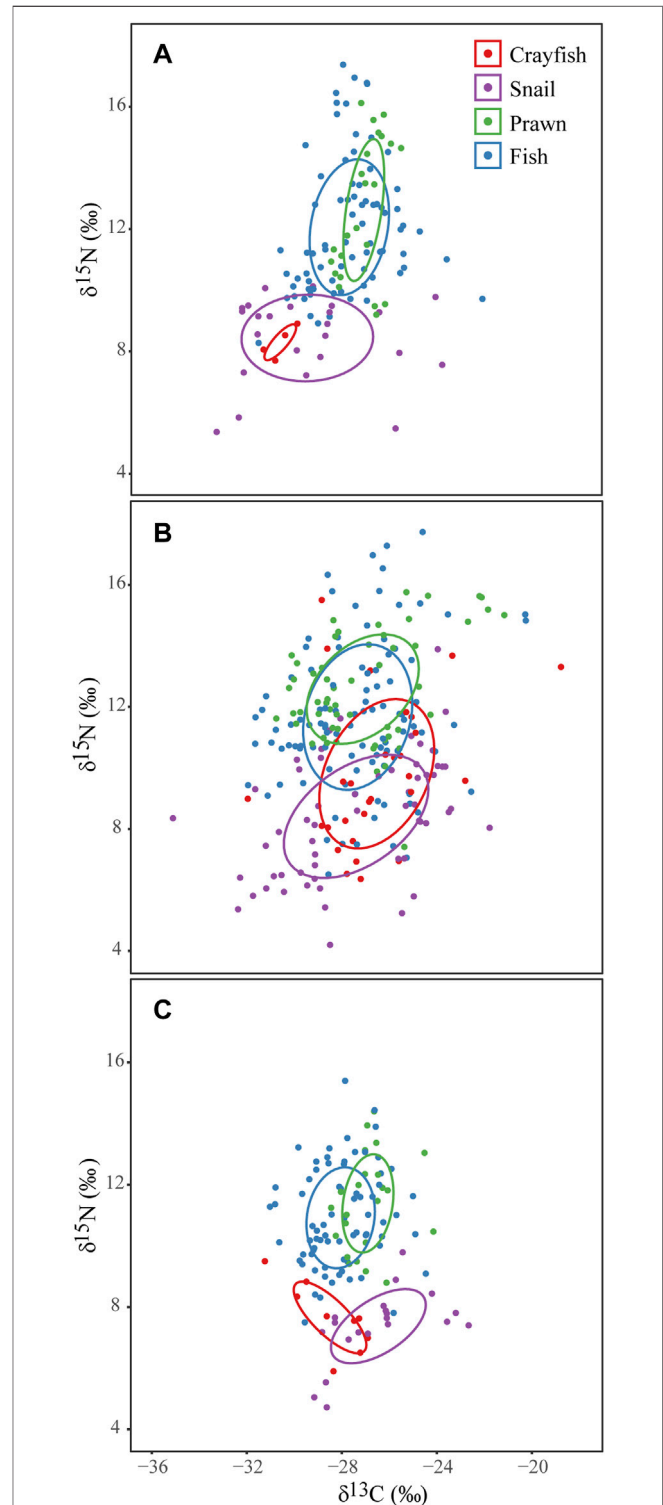 A
Crayfish
Snail
Prawn
Fish
16
12
8
4
δ15N (‰)
B
16
12
8
4
δ15N (‰)
C
16
12
8
4
δ15N (‰)
−36 −32 −28 −24 −20
δ13C (‰)